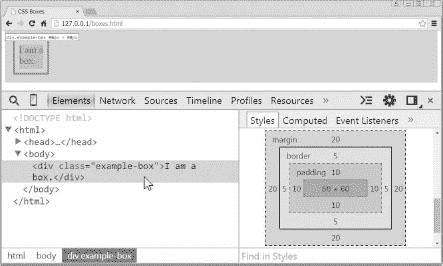 CSS Boxes
127.0.0.1/boxes.html
div.example-box
I am a
box.
Elements Network Sources Timeline Profiles Resources »
<!DOCTYPE html>
▼<html>
▶<head>…</head>
▼<body>
<div class="example-box">I am a
box.</div>
</body>
</html>
html body div.example-box
Styles Computed Event Listeners »
margin 20
border 5
padding 10
20 5 10 60 × 60 10 5 20
10
5
20
Find in Styles